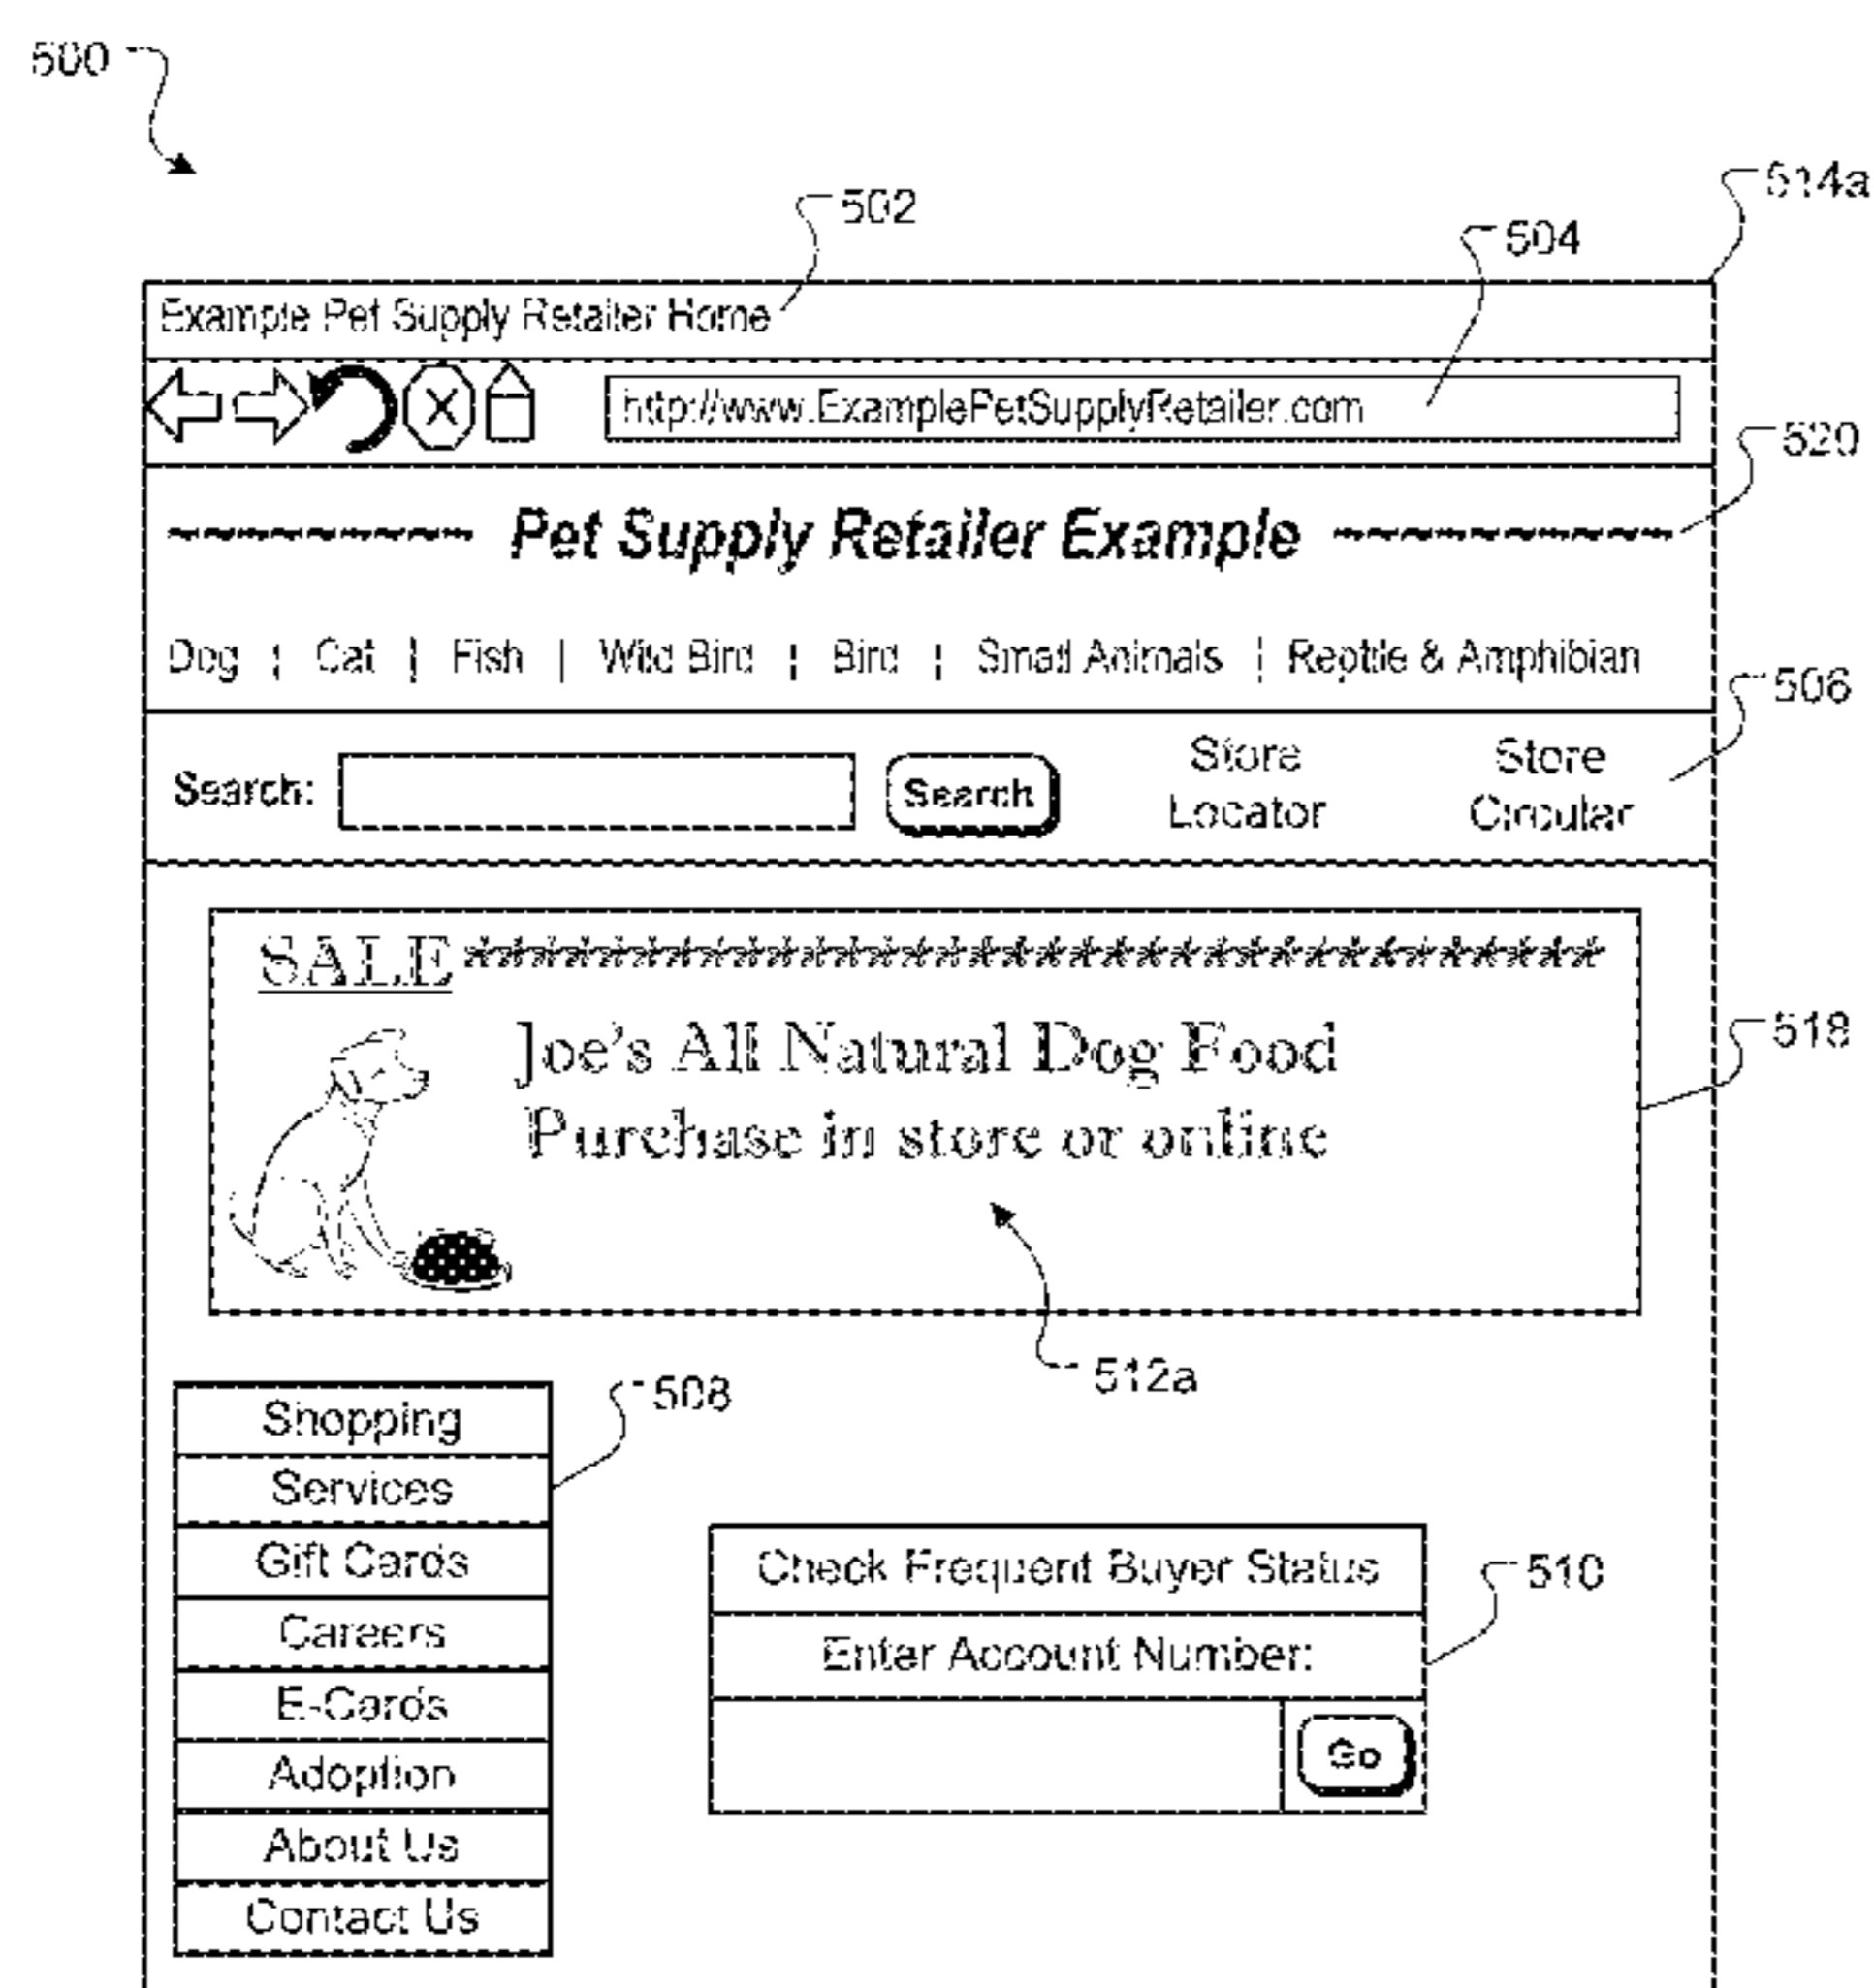 500
514a
502
504
Example Pet Supply Retailer Home
http://www.ExamplePetSupplyRetailer.com
520
~~~~~~~~~~ Pet Supply Retailer Example ~~~~~~~~~~~
Dog | Cat | Fish | Wild Bird | Bird | Small Animals | Reptile & Amphibian
506
Search: Search Store Locator Store Circular
SALE **********************************
518
Joe's All Natural Dog Food
Purchase in store or online
512a
508
Shopping
Services
Gift Cards
Careers
E-Cards
Adoption
About Us
Contact Us
Check Frequent Buyer Status
510
Enter Account Number:
Go